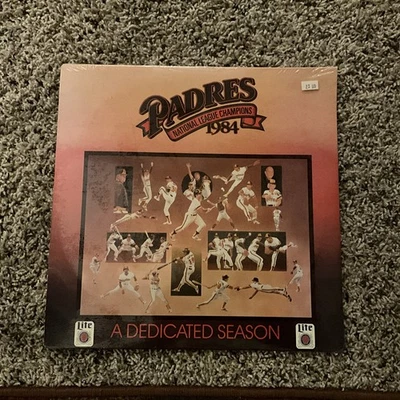 PADRES
NATIONAL LEAGUE CHAMPIONS
1984
A DEDICATED SEASON
Lite
Lite